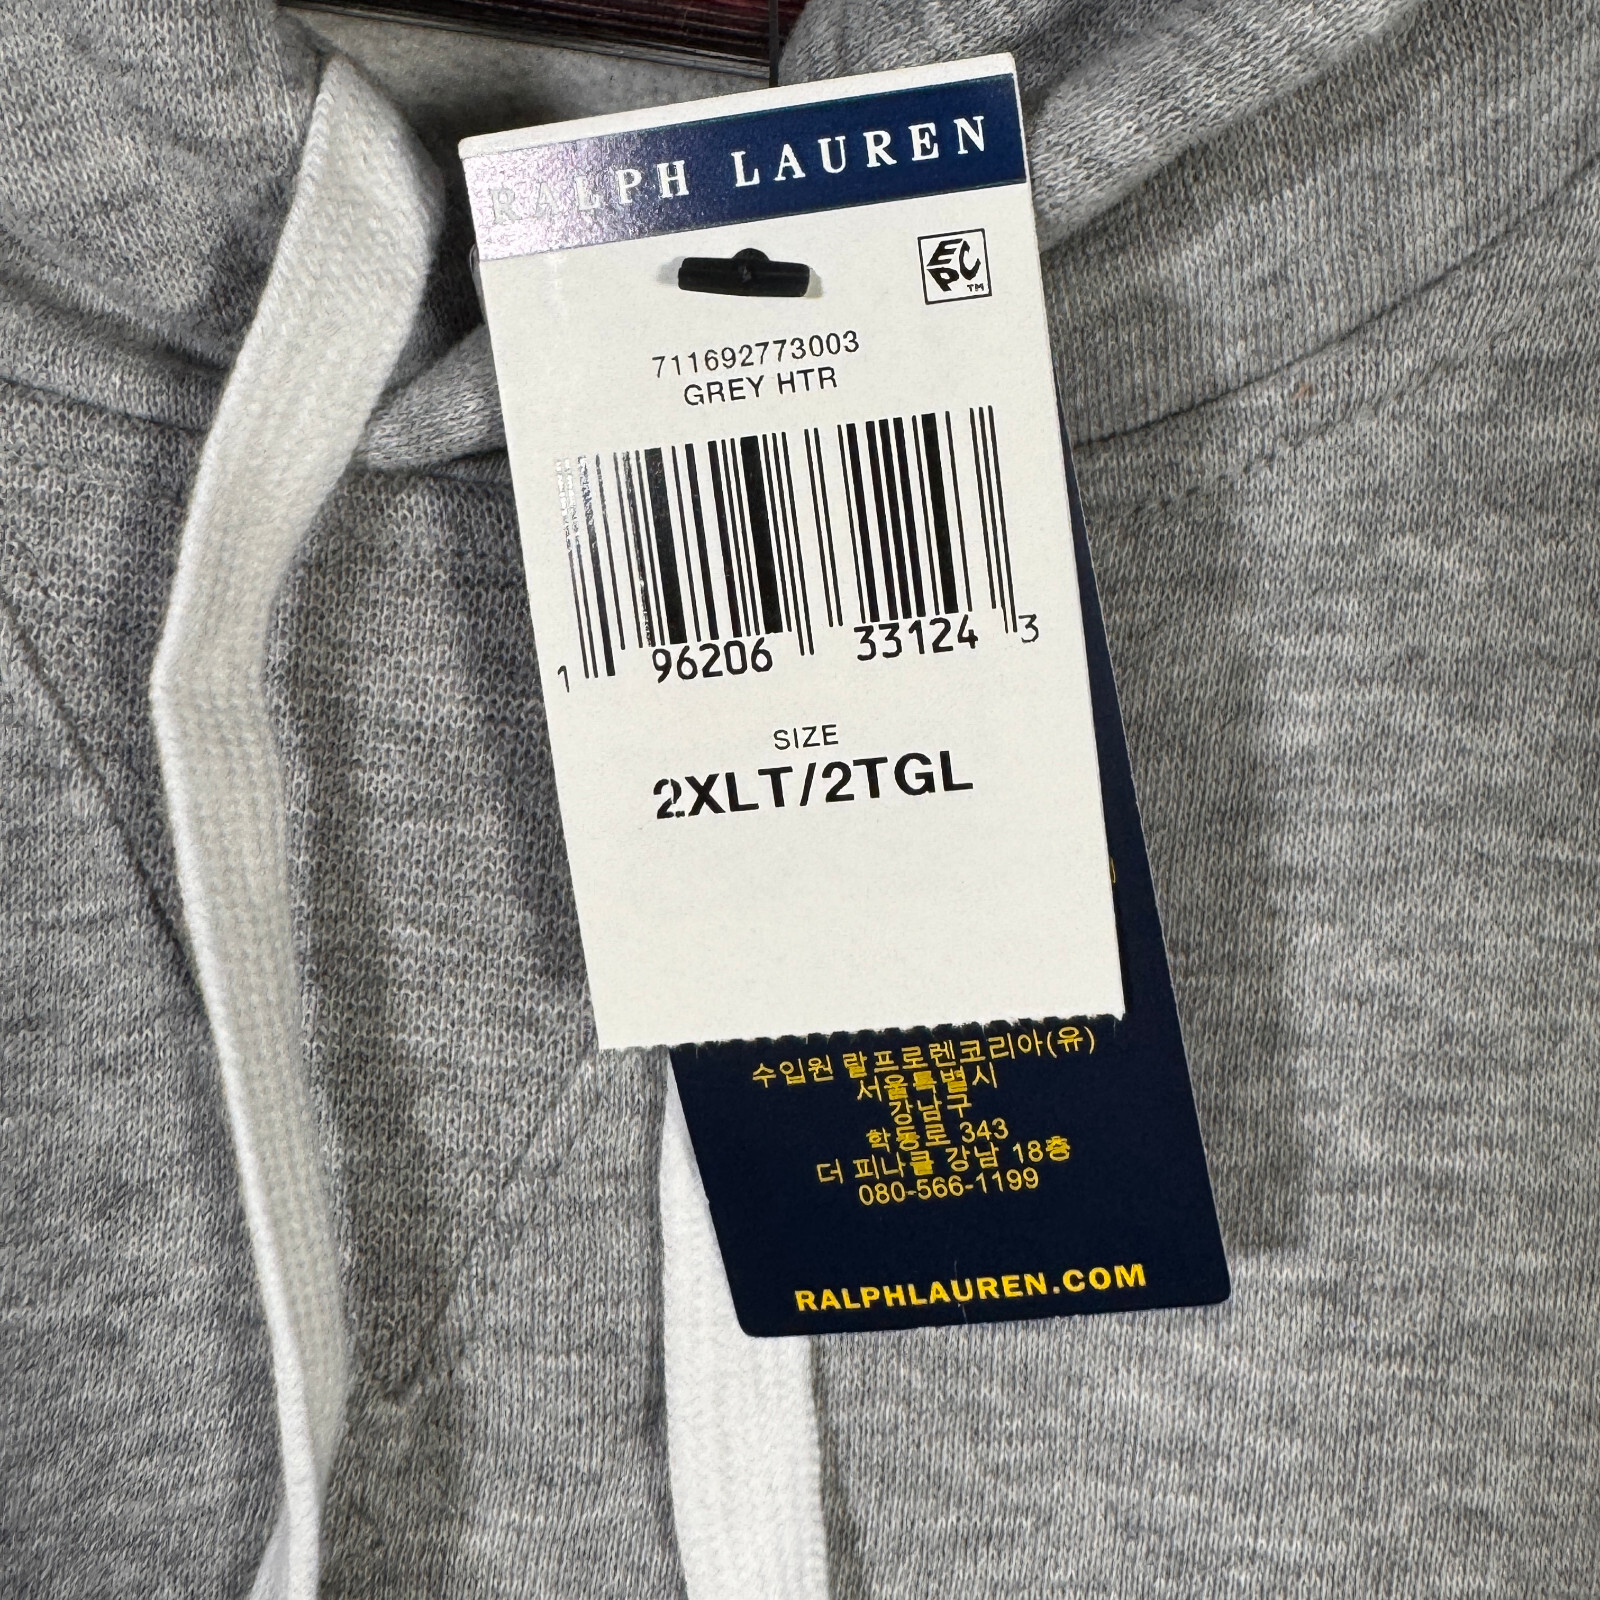 RALPH LAUREN
EPC™
711692773003
GREY HTR
1 96206 33124 3
SIZE
2XLT/2TGL
수입원 랄프로렌코리아(유)
서울특별시
강남구
학동로 343
더 피나클 강남 18층
080-566-1199
RALPHLAUREN.COM